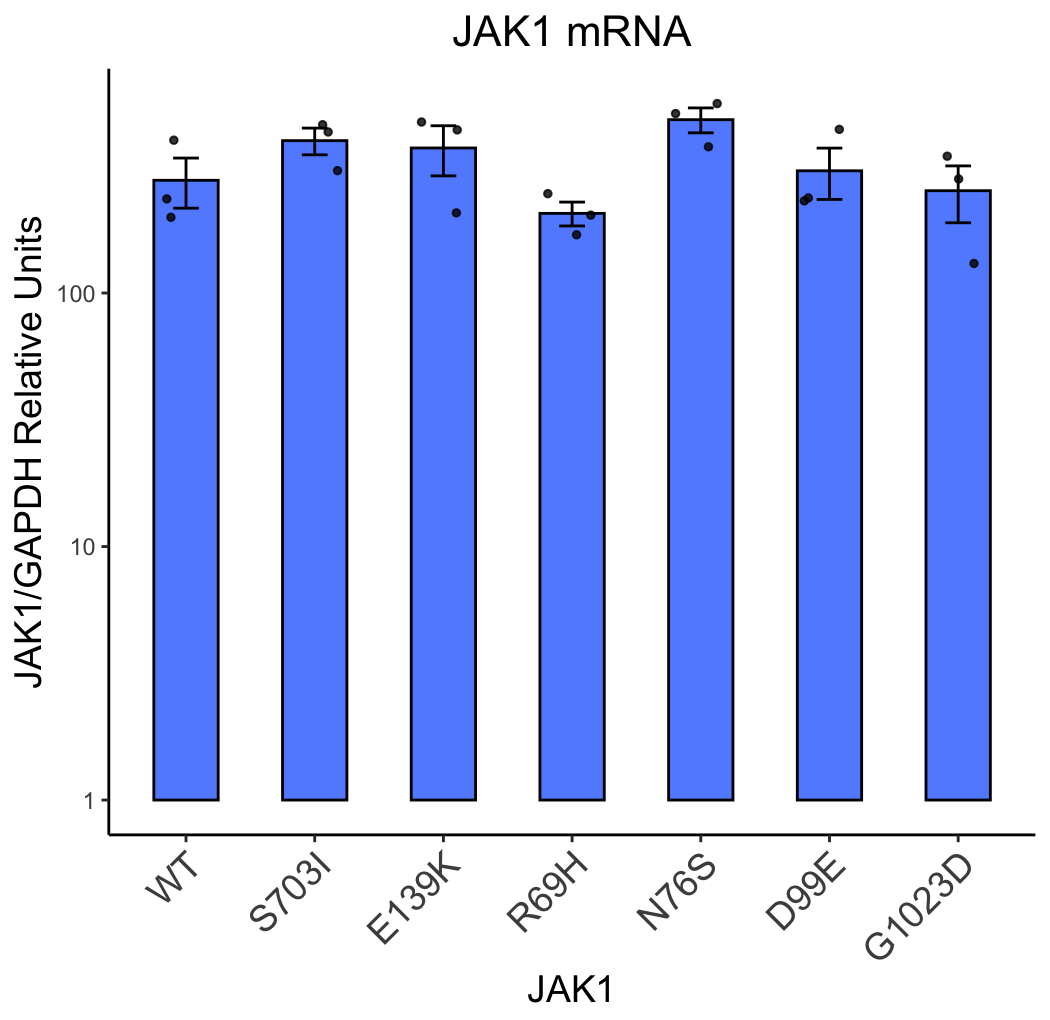 JAK1 mRNA
JAK1/GAPDH Relative Units
100
10
1
WT
S703I
E139K
R69H
N76S
D99E
G1023D
JAK1